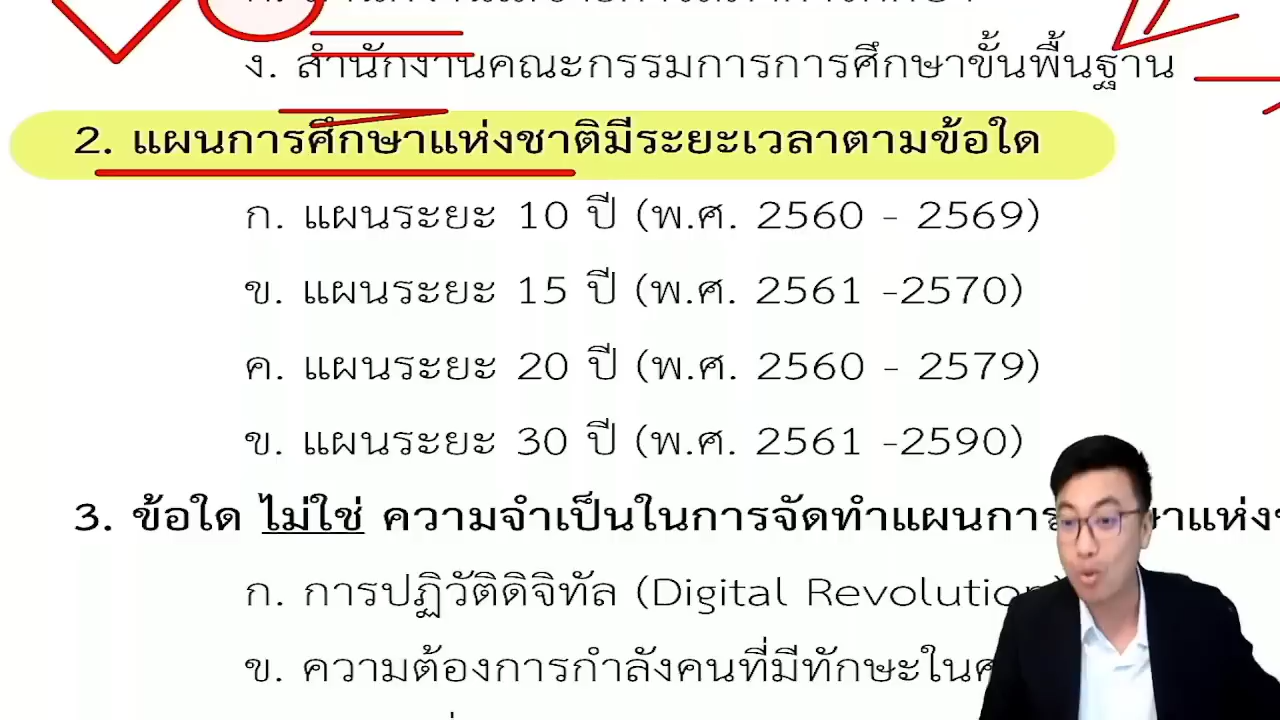 ง. สำนักงานคณะกรรมการการศึกษาขั้นพื้นฐาน
2. แผนการศึกษาแห่งชาติมีระยะเวลาตามข้อใด
ก. แผนระยะ 10 ปี (พ.ศ. 2560 - 2569)
ข. แผนระยะ 15 ปี (พ.ศ. 2561 -2570)
ค. แผนระยะ 20 ปี (พ.ศ. 2560 - 2579)
ข. แผนระยะ 30 ปี (พ.ศ. 2561 -2590)
3. ข้อใด ไม่ใช่ ความจำเป็นในการจัดทำแผนการ
ก. การปฏิวัติดิจิทัล (Digital Revolution)
ข. ความต้องการกำลังคนที่มีทักษะใน